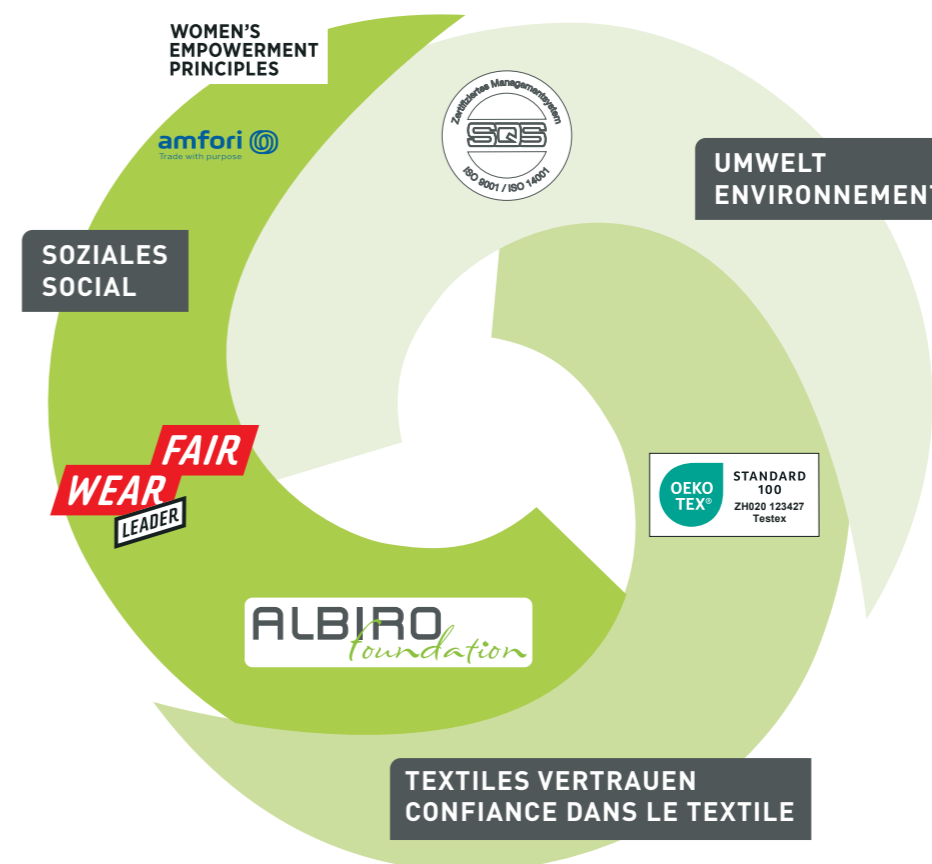 WOMEN'S
EMPOWERMENT
PRINCIPLES
amfori
Trade with purpose
Zertifiziertes Managementsystem
SQS
ISO 9001 / ISO 14001
UMWELT
ENVIRONNEMENT
SOZIALES
SOCIAL
FAIR
WEAR
LEADER
OEKO
TEX®
STANDARD
100
ZH020 123427
Testex
ALBIRO
foundation
TEXTILES VERTRAUEN
CONFIANCE DANS LE TEXTILE